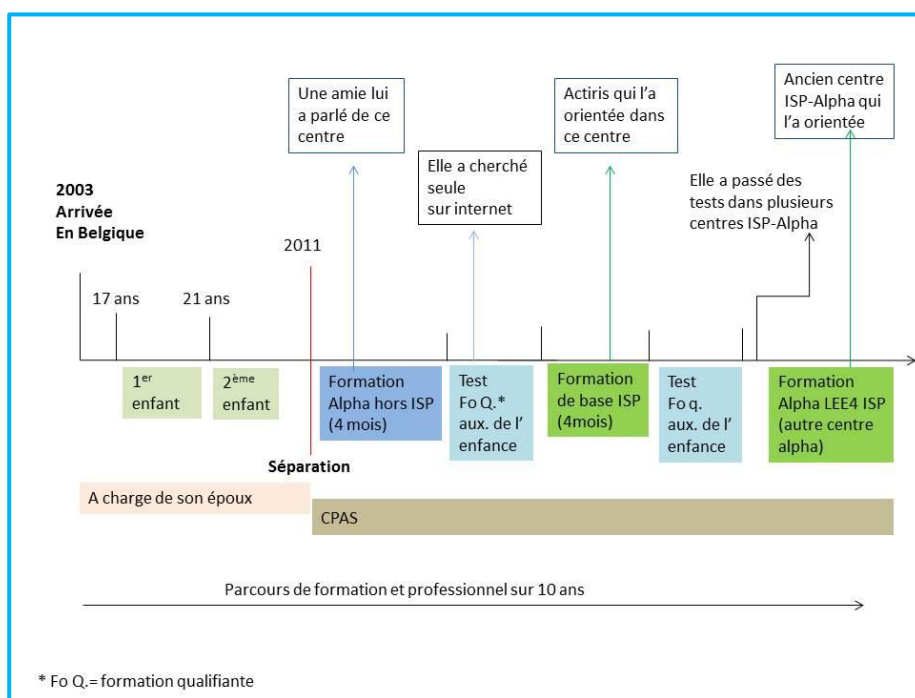 Une amie lui
a parlé de ce
centre
Actiris qui l'a
orientée dans
ce centre
Ancien centre
ISP-Alpha qui
l'a orientée
Elle a cherché
seule
sur internet
Elle a passé des
tests dans plusieurs
centres ISP-Alpha
2003
Arrivée
En Belgique
2011
17 ans
21 ans
1er
enfant
2ème
enfant
Formation
Alpha hors ISP
(4 mois)
Test
Fo Q.*
aux. de l'
enfance
Formation
de base ISP
(4mois)
Test
Fo q.
aux. de l'
enfance
Formation
Alpha LEE4 ISP
(autre centre
alpha)
Séparation
A charge de son époux
CPAS
Parcours de formation et professionnel sur 10 ans
* Fo Q.= formation qualifiante